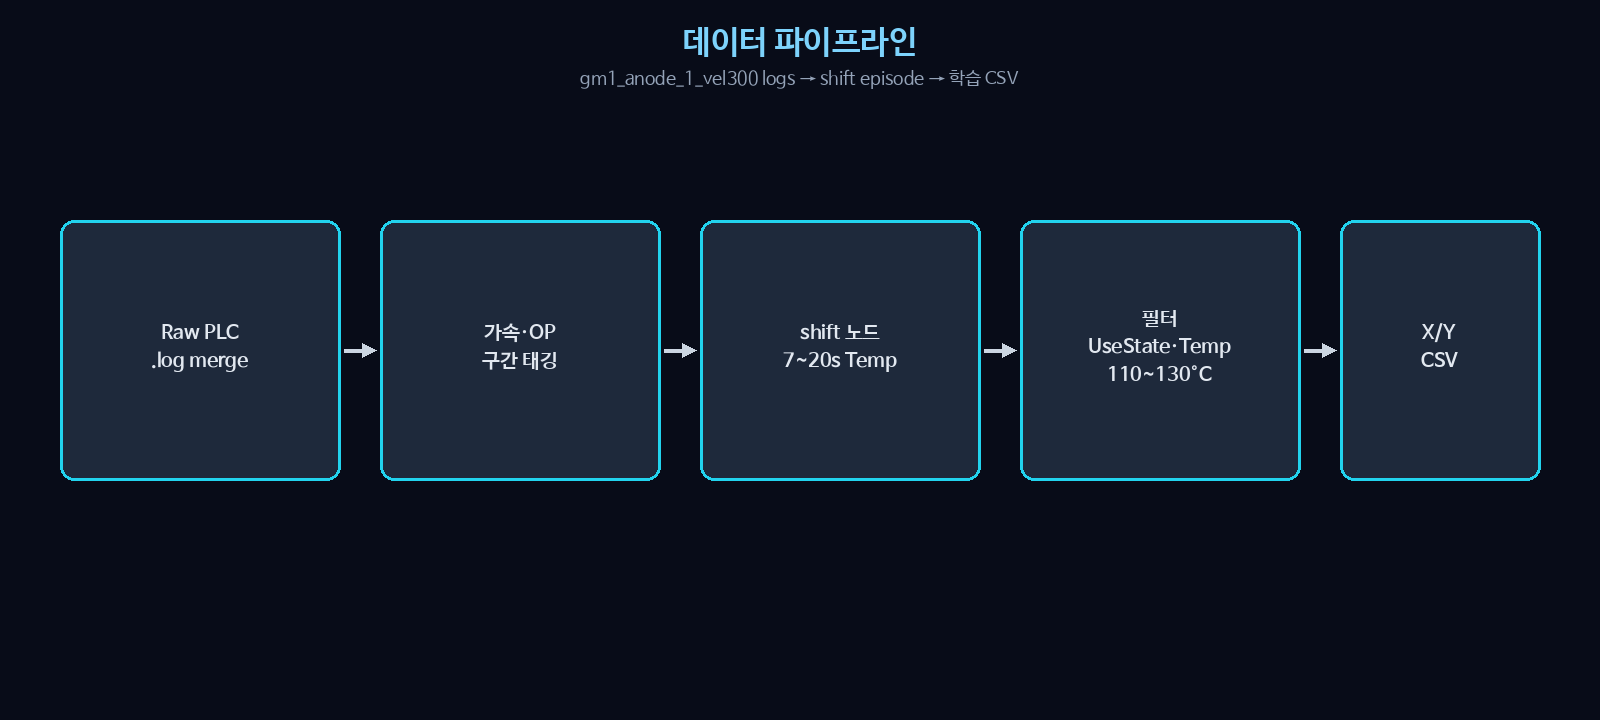 데이터 파이프라인
gm1_anode_1_vel300 logs → shift episode → 학습 CSV
Raw PLC
.log merge
가속·OP
구간 태깅
shift 노드
7~20s Temp
필터
UseState·Temp
110~130°C
X/Y
CSV